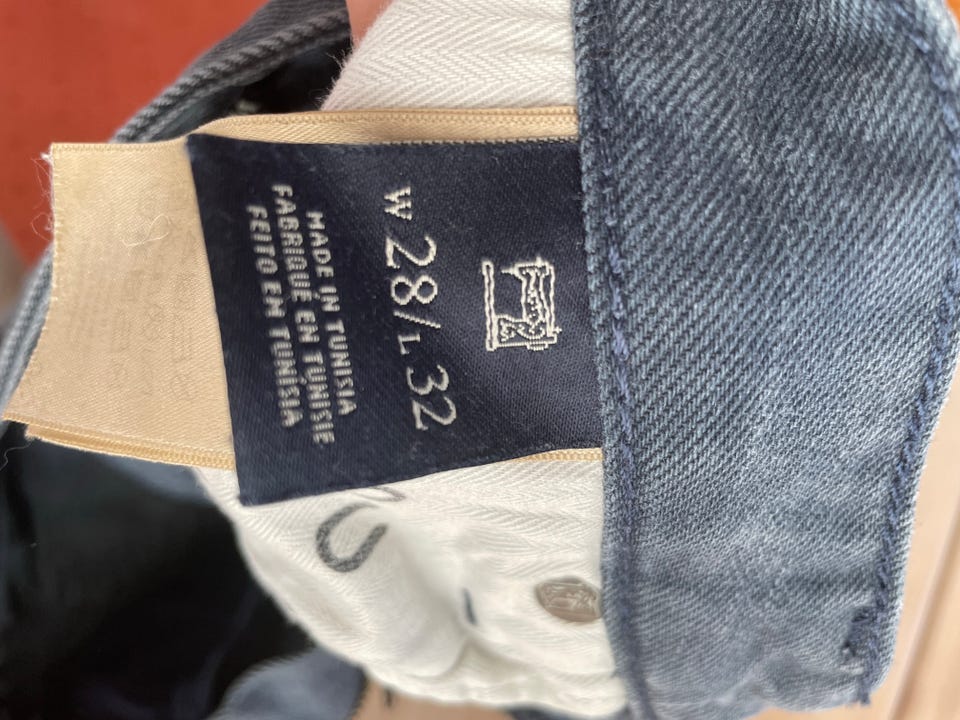 W 28/L 32
MADE IN TUNISIA
FABRIQUÉ EN TUNISIE
FEITO EM TUNÍSIA